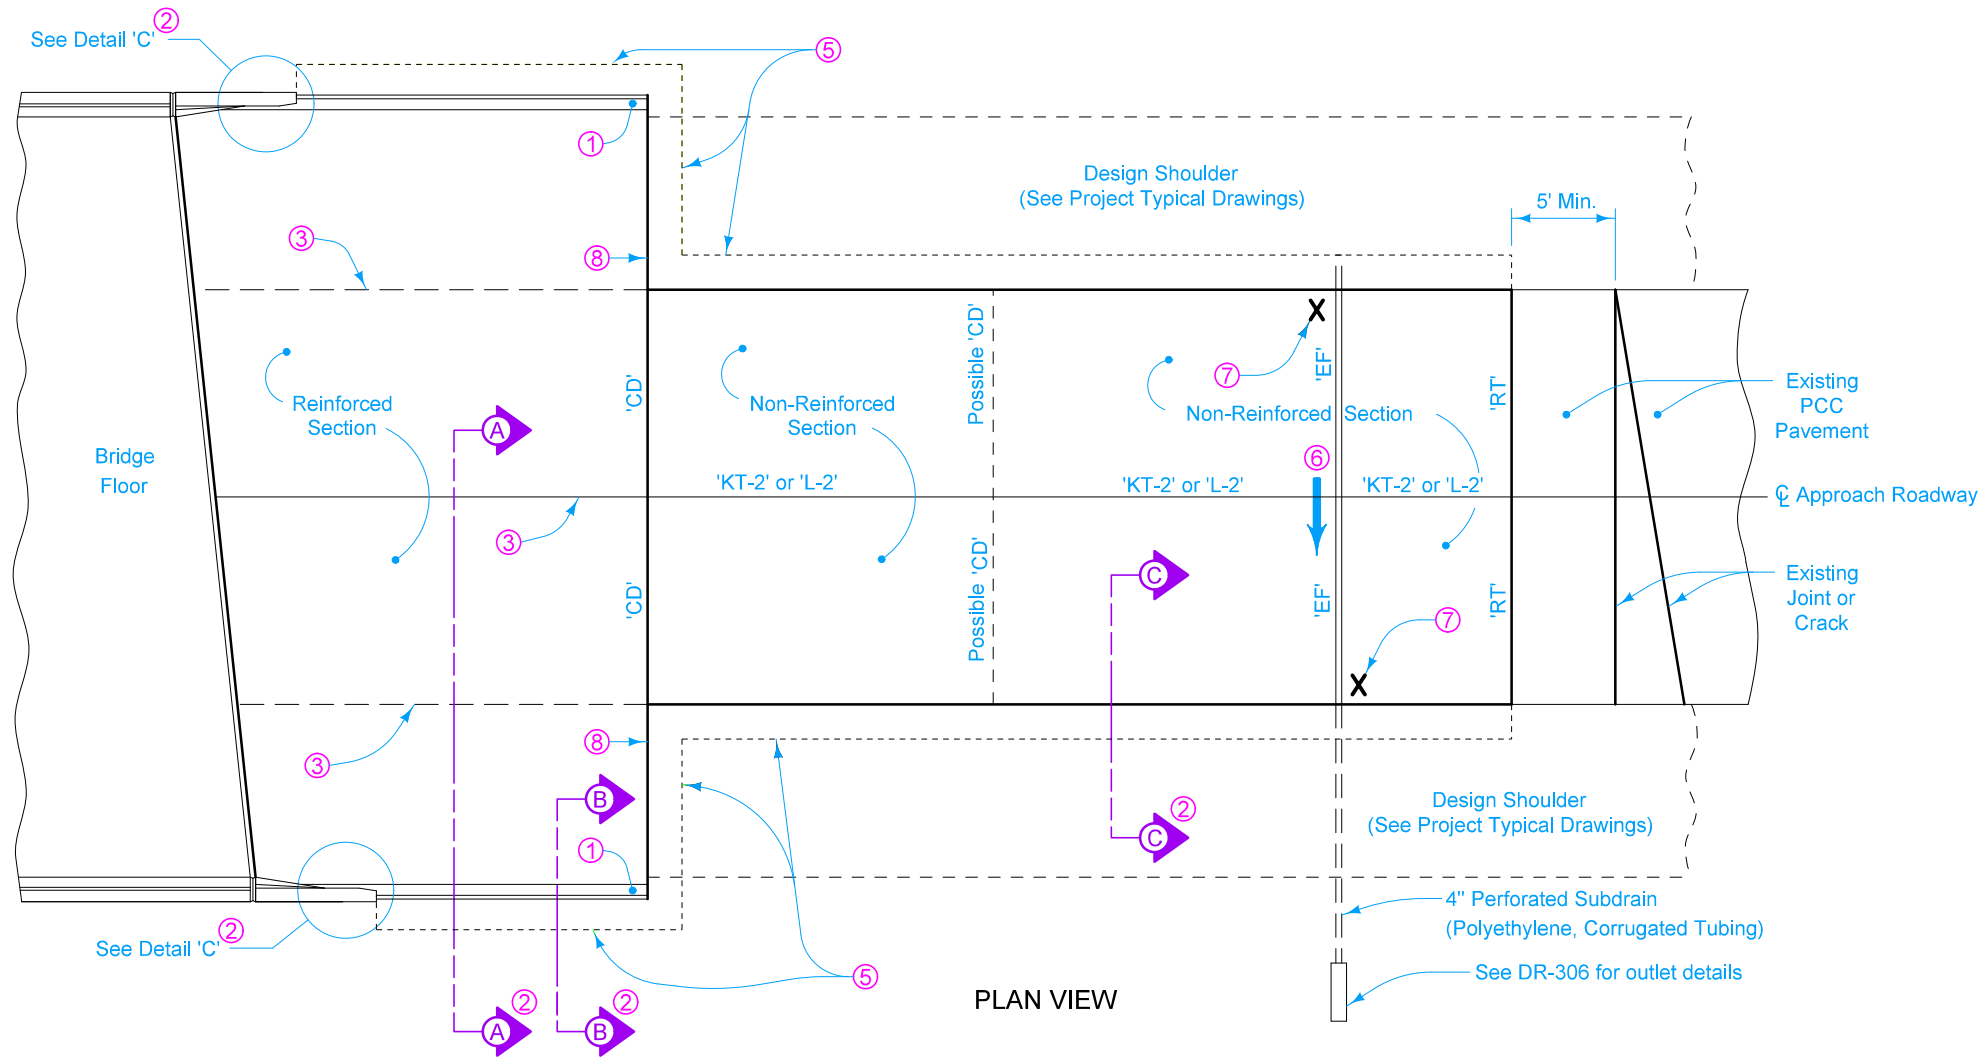 See Detail 'C' ②
⑤
①
Design Shoulder
(See Project Typical Drawings)
5' Min.
③
⑧
'CD'
Possible 'CD'
⑦
'EF'
'RT'
Reinforced
Section
Non-Reinforced
Section
Non-Reinforced Section
Existing
PCC
Pavement
A
Bridge
Floor
⑥
'KT-2' or 'L-2'
'KT-2' or 'L-2'
'KT-2' or 'L-2'
℄ Approach Roadway
③
C
'CD'
Possible 'CD'
'EF'
'RT'
⑦
Existing
Joint or
Crack
③
⑧
B
C ②
Design Shoulder
(See Project Typical Drawings)
①
4" Perforated Subdrain
(Polyethylene, Corrugated Tubing)
See Detail 'C' ②
⑤
See DR-306 for outlet details
A ②
B ②
PLAN VIEW